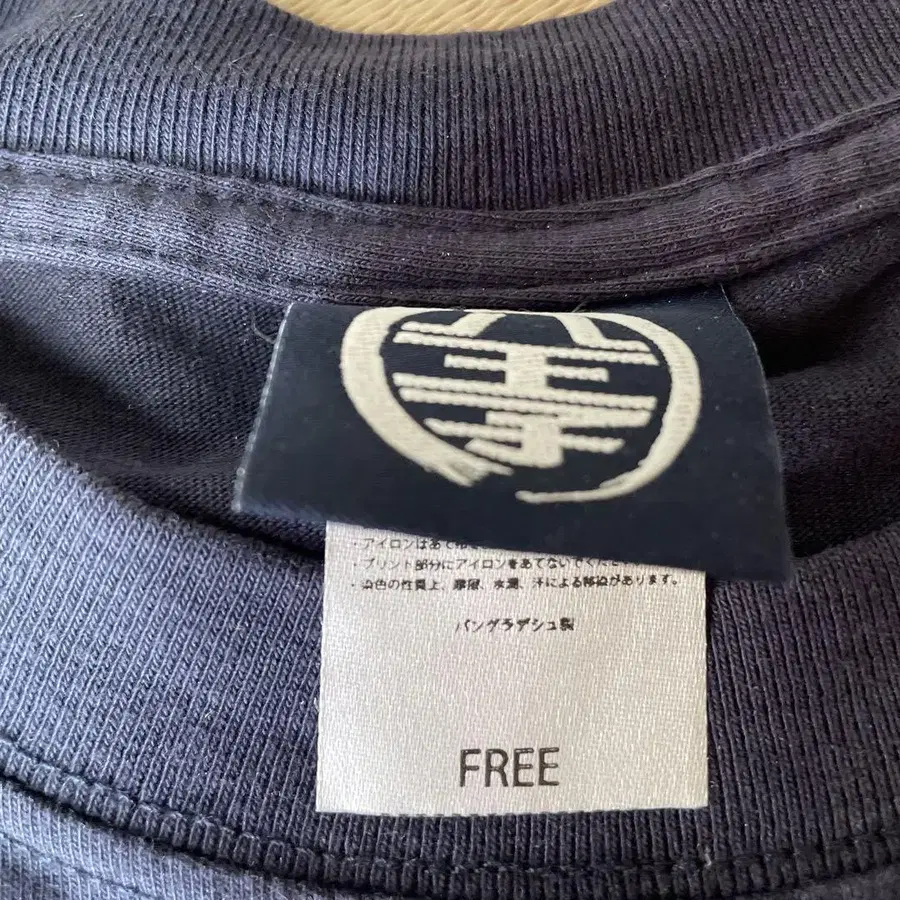 ・アイロンはあて布を
・プリント部分にアイロンをあてないでください。
・染色の性質上、摩擦、水濡、汗による移染があります。
バングラデシュ製
FREE